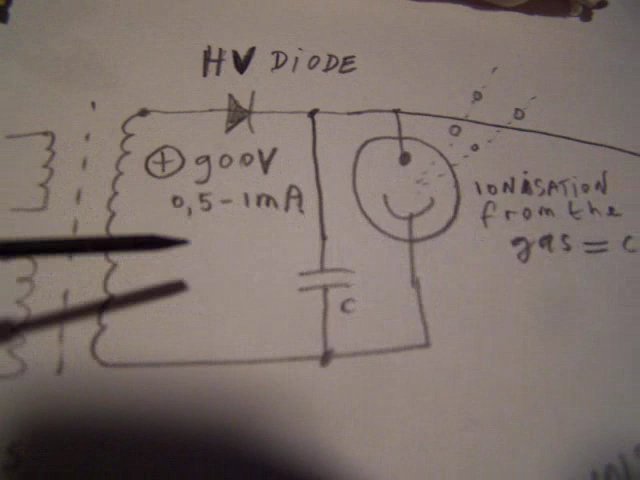 HV DIODE
+ 900V
0,5-1mA
IONISATION
from the
gas = C
C